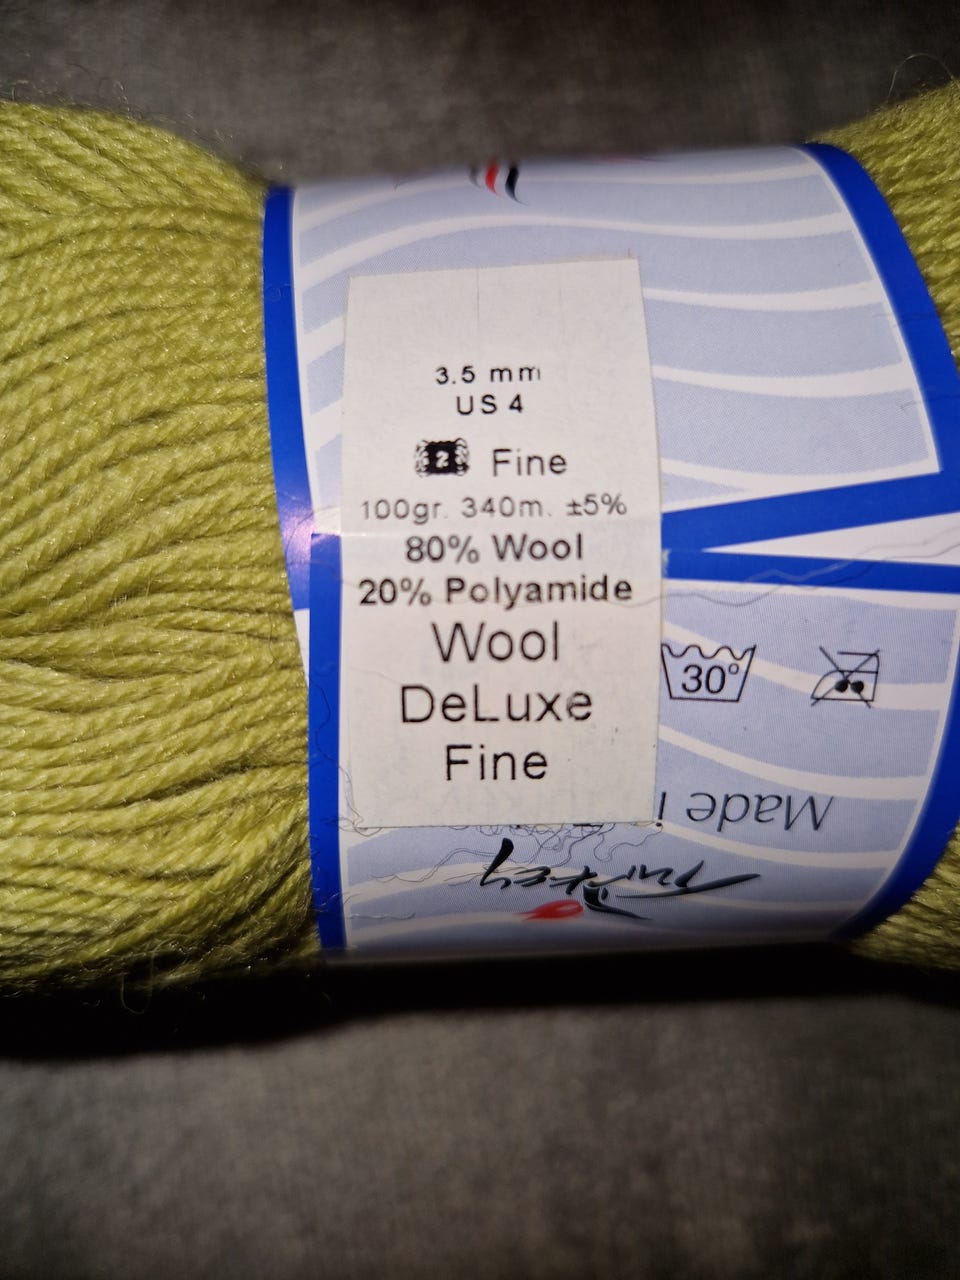 3.5 mm
US 4
2 Fine
100gr. 340m. ±5%
80% Wool
20% Polyamide
Wool
DeLuxe
Fine
30°
Made i
Turkey